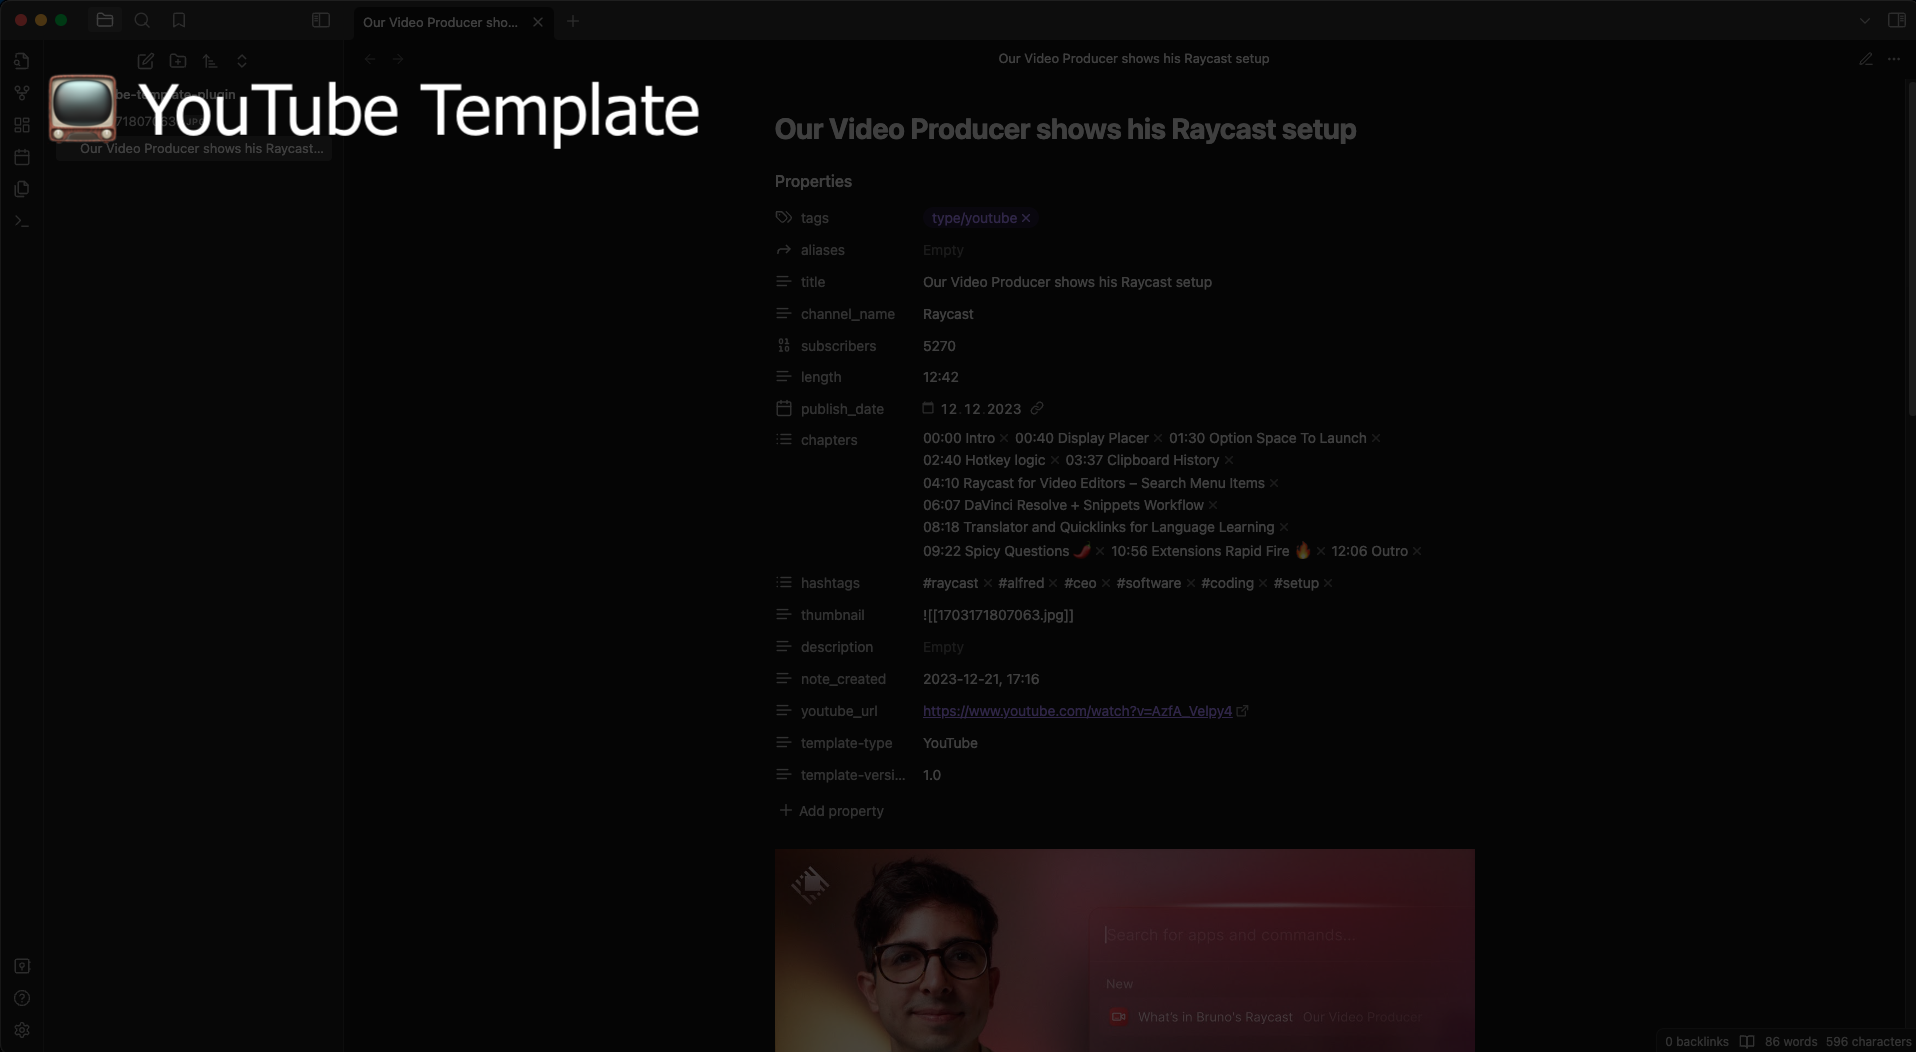 Our Video Producer sho...
Our Video Producer shows his Raycast setup
YouTube Template
Our Video Producer shows his Raycast...
Our Video Producer shows his Raycast setup
Properties
tags type/youtube
aliases Empty
title Our Video Producer shows his Raycast setup
channel_name Raycast
subscribers 5270
length 12:42
publish_date 12.12.2023
chapters 00:00 Intro 00:40 Display Placer 01:30 Option Space To Launch
02:40 Hotkey logic 03:37 Clipboard History
04:10 Raycast for Video Editors – Search Menu Items
06:07 DaVinci Resolve + Snippets Workflow
08:18 Translator and Quicklinks for Language Learning
09:22 Spicy Questions 🌶️ 10:56 Extensions Rapid Fire 🔥 12:06 Outro
hashtags #raycast #alfred #ceo #software #coding #setup
thumbnail ![[1703171807063.jpg]]
description Empty
note_created 2023-12-21, 17:16
youtube_url https://www.youtube.com/watch?v=AzfA_Velpy4
template-type YouTube
template-versi... 1.0
Add property
Search for apps and commands...
New
What's in Bruno's Raycast Our Video Producer
0 backlinks 86 words 596 characters